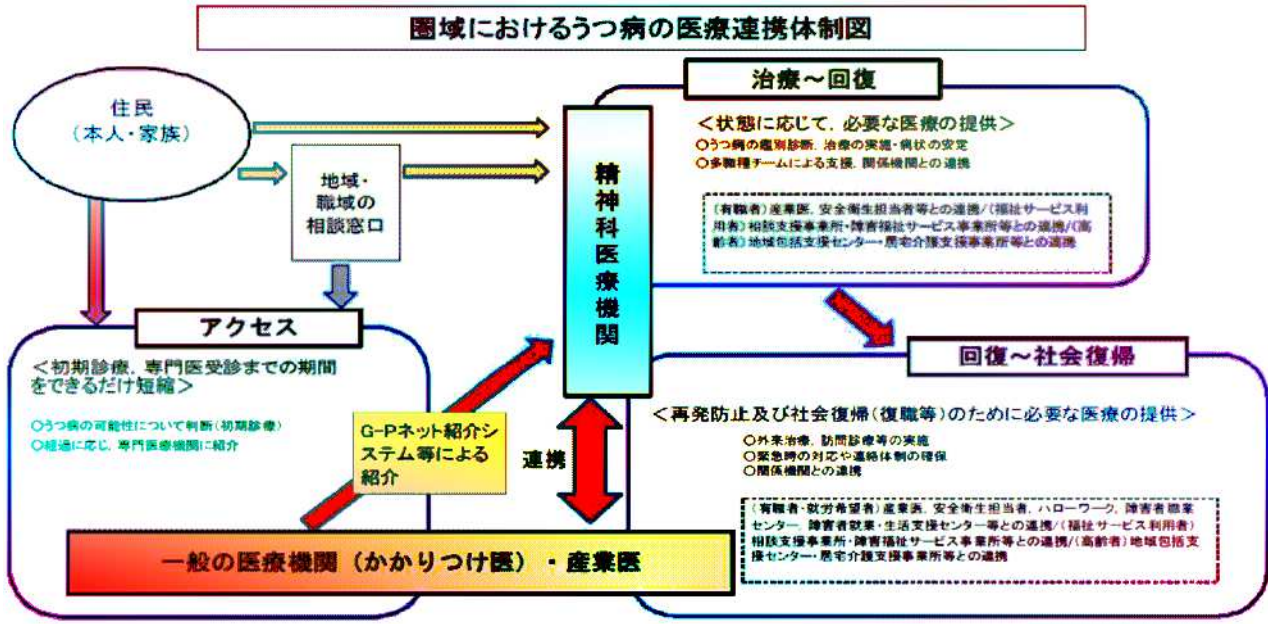 圏域におけるうつ病の医療連携体制図
住民
(本人・家族)
地域・
職域の
相談窓口
精神科医療機関
治療～回復
＜状態に応じて、必要な医療の提供＞
○うつ病の鑑別診断、治療の実施・病状の安定
○多職種チームによる支援、関係機関との連携
(有職者)産業医、安全衛生担当者等との連携/(福祉サービス利
用者)相談支援事業所・障害福祉サービス事業所等との連携/(高
齢者)地域包括支援センター・居宅介護支援事業所等との連携
アクセス
＜初期診療、専門医受診までの期間
をできるだけ短縮＞
○うつ病の可能性について判断(初期診療)
○経過に応じ、専門医療機関に紹介
G-Pネット紹介シ
ステム等による
紹介
連携
回復～社会復帰
＜再発防止及び社会復帰(復職等)のために必要な医療の提供＞
○外来治療、訪問診療等の実施
○緊急時の対応や連絡体制の確保
○関係機関との連携
(有職者・就労希望者)産業医、安全衛生担当者、ハローワーク、障害者職業
センター、障害者就業・生活支援センター等との連携/(福祉サービス利用者)
相談支援事業所・障害福祉サービス事業所等との連携/(高齢者)地域包括支
援センター・居宅介護支援事業所等との連携
一般の医療機関(かかりつけ医)・産業医